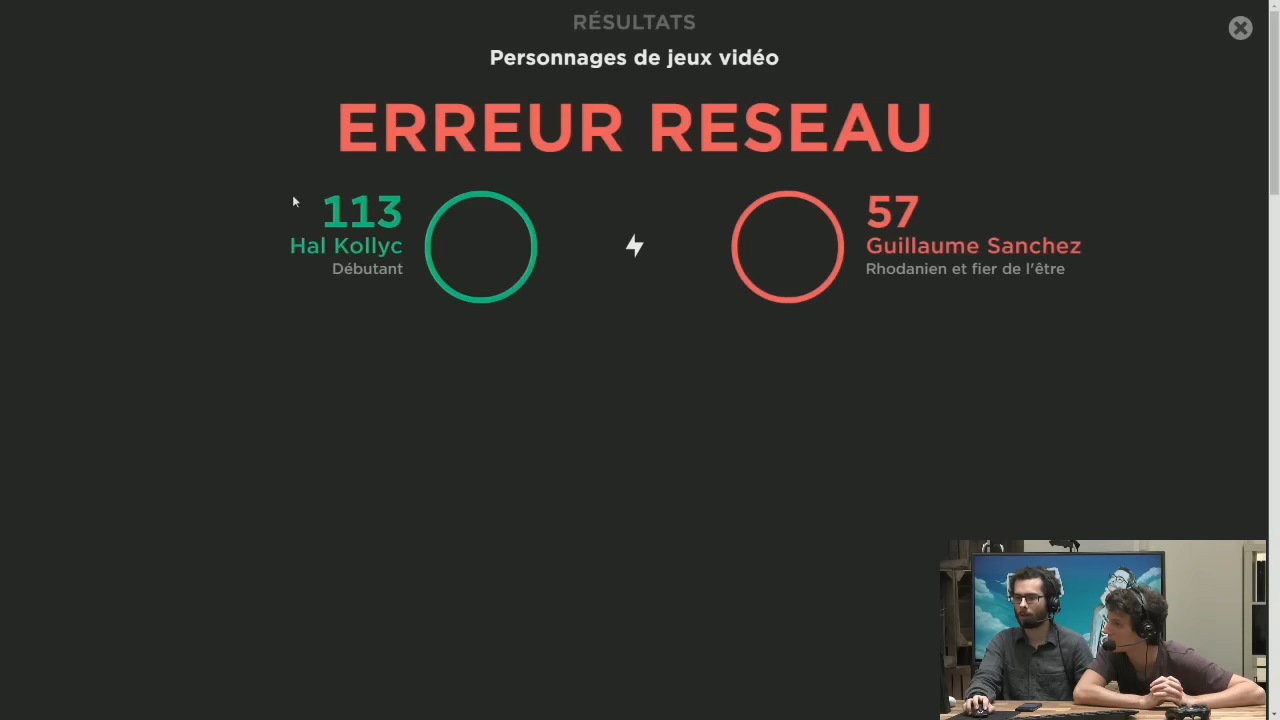 RÉSULTATS
Personnages de jeux vidéo
ERREUR RESEAU
113
Hal Kollyc
Débutant
57
Guillaume Sanchez
Rhodanien et fier de l'être